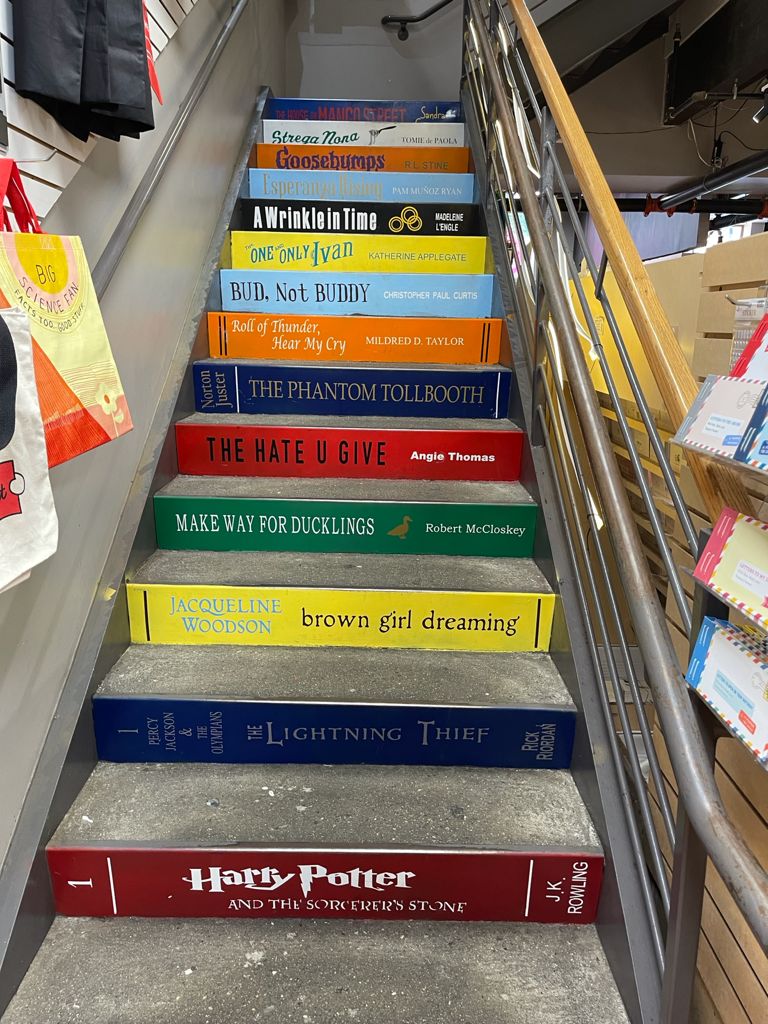 THE HOUSE ON MANGO STREET Sandra
Strega Nona TOMIE DE PAOLA
Goosebumps R.L. STINE
Esperanza Rising PAM MUÑOZ RYAN
A Wrinkle in Time MADELEINE
L'ENGLE
THE ONE AND ONLY Ivan KATHERINE APPLEGATE
BUD, NOT BUDDY CHRISTOPHER PAUL CURTIS
Roll of Thunder,
Hear My Cry MILDRED D. TAYLOR
Norton
Juster THE PHANTOM TOLLBOOTH
THE HATE U GIVE Angie Thomas
MAKE WAY FOR DUCKLINGS Robert McCloskey
JACQUELINE
WOODSON brown girl dreaming
1 PERCY
JACKSON
&
THE
OLYMPIANS THE LIGHTNING THIEF RICK
RIORDAN
1 Harry Potter
AND THE SORCERER'S STONE J.K.
ROWLING
BIG
SCIENCE FAN
FACTS TOO GOOD